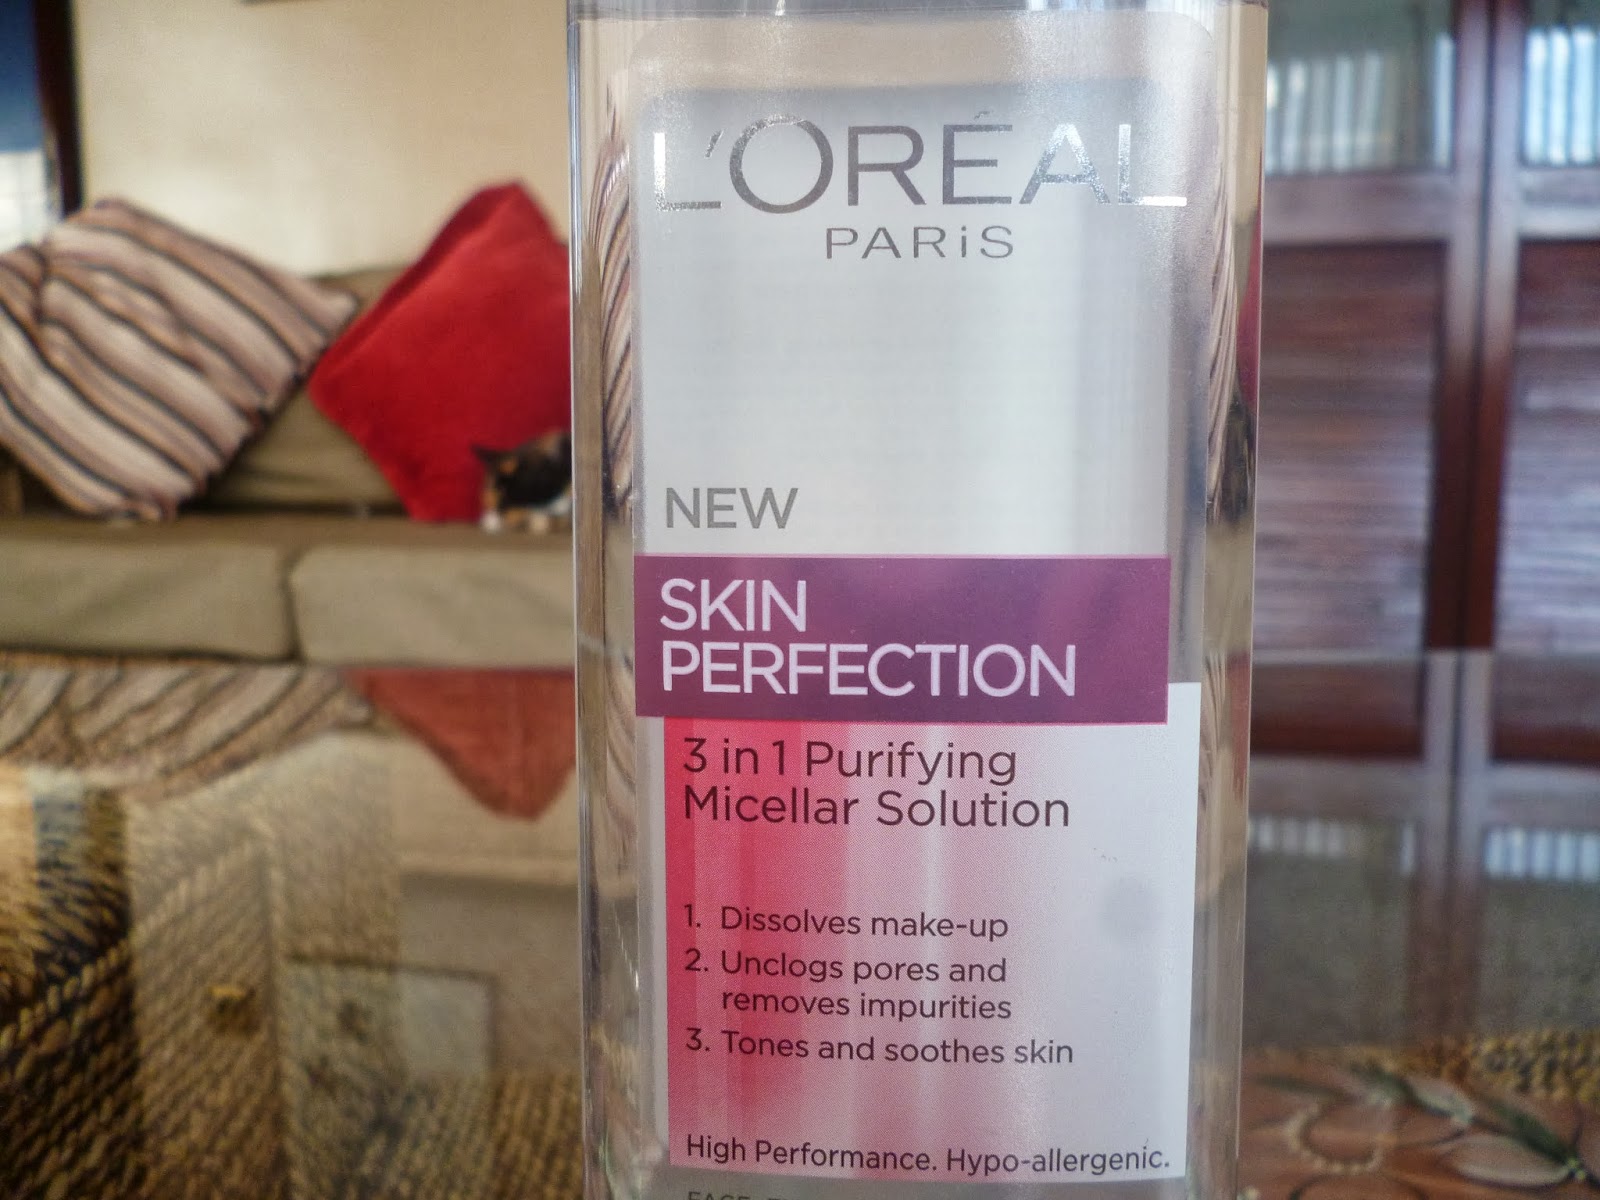 L'ORÉAL
PARiS
NEW
SKIN
PERFECTION
3 in 1 Purifying
Micellar Solution
1. Dissolves make-up
2. Unclogs pores and
removes impurities
3. Tones and soothes skin
High Performance. Hypo-allergenic.